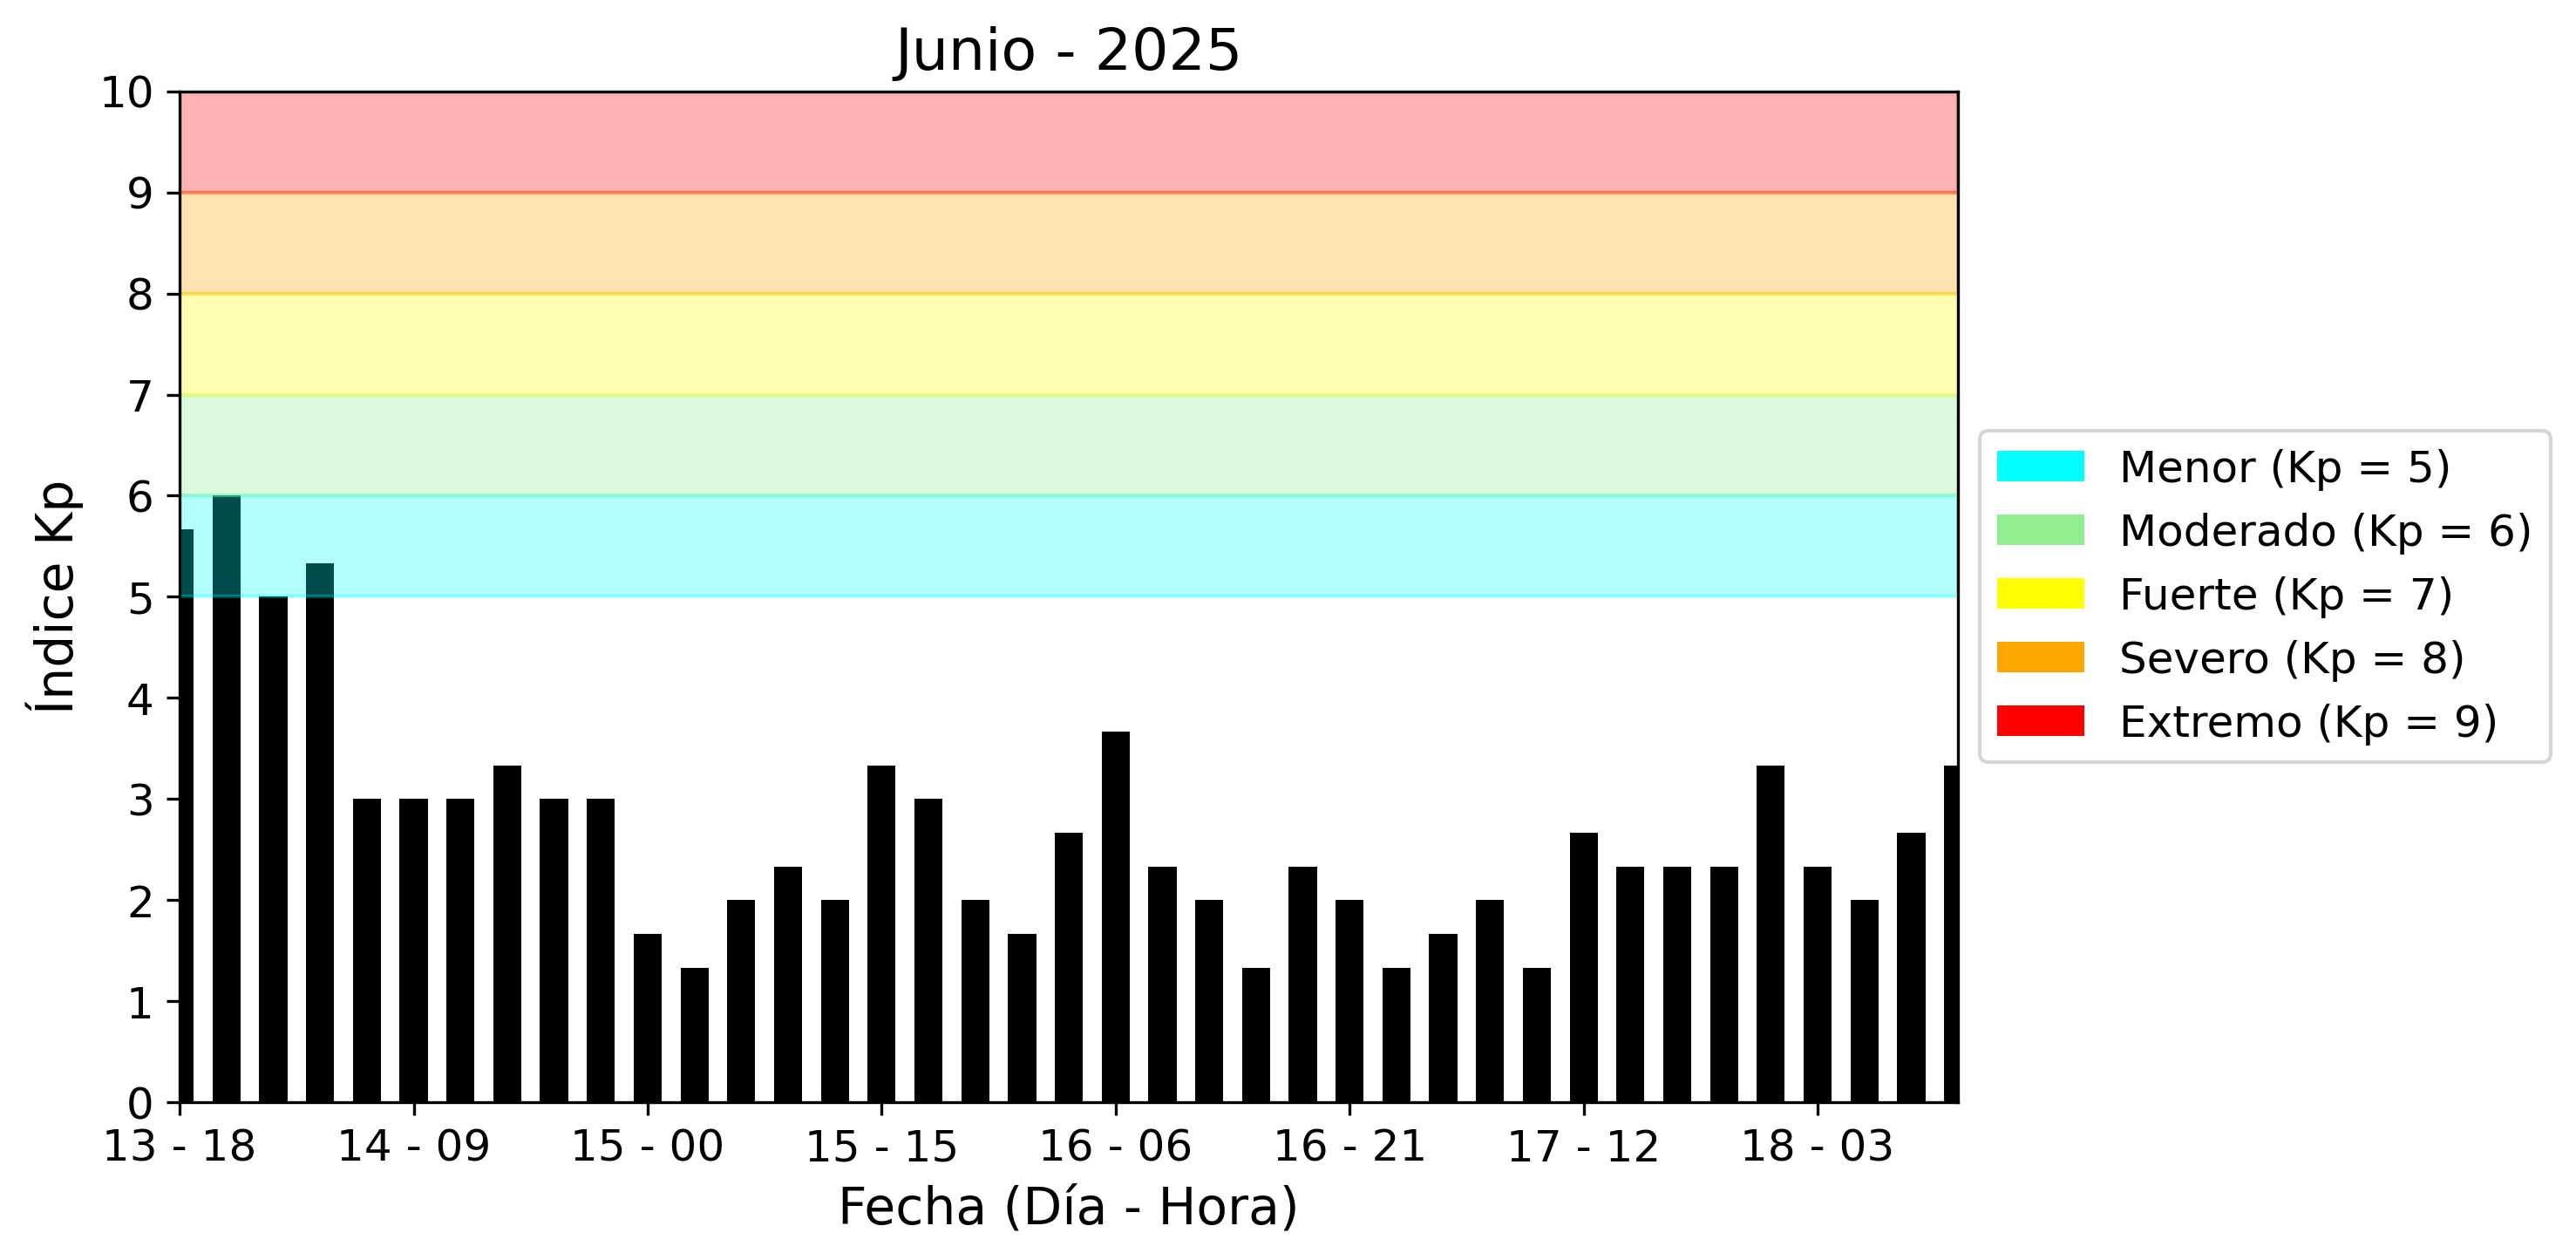 Junio - 2025
10
9
8
7
6
5
4
3
2
1
0
Índice Kp
13 - 18
14 - 09
15 - 00
15 - 15
16 - 06
16 - 21
17 - 12
18 - 03
Fecha (Día - Hora)
Menor (Kp = 5)
Moderado (Kp = 6)
Fuerte (Kp = 7)
Severo (Kp = 8)
Extremo (Kp = 9)